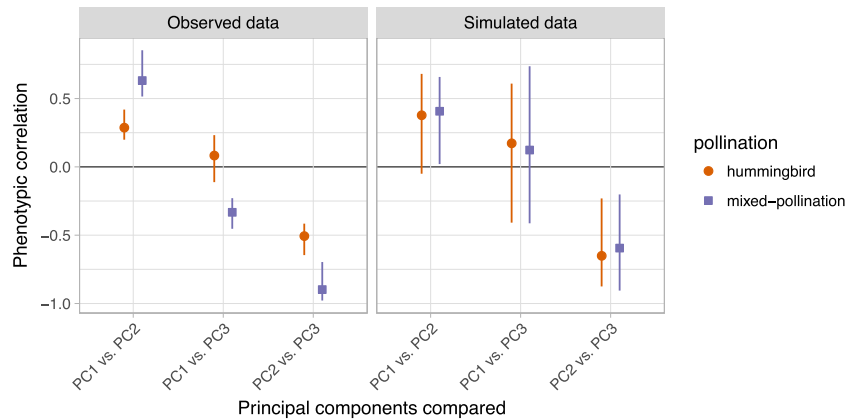 Observed data
Simulated data
Phenotypic correlation
0.5
0.0
−0.5
−1.0
PC1 vs. PC2
PC1 vs. PC3
PC2 vs. PC3
PC1 vs. PC2
PC1 vs. PC3
PC2 vs. PC3
Principal components compared
pollination
hummingbird
mixed−pollination